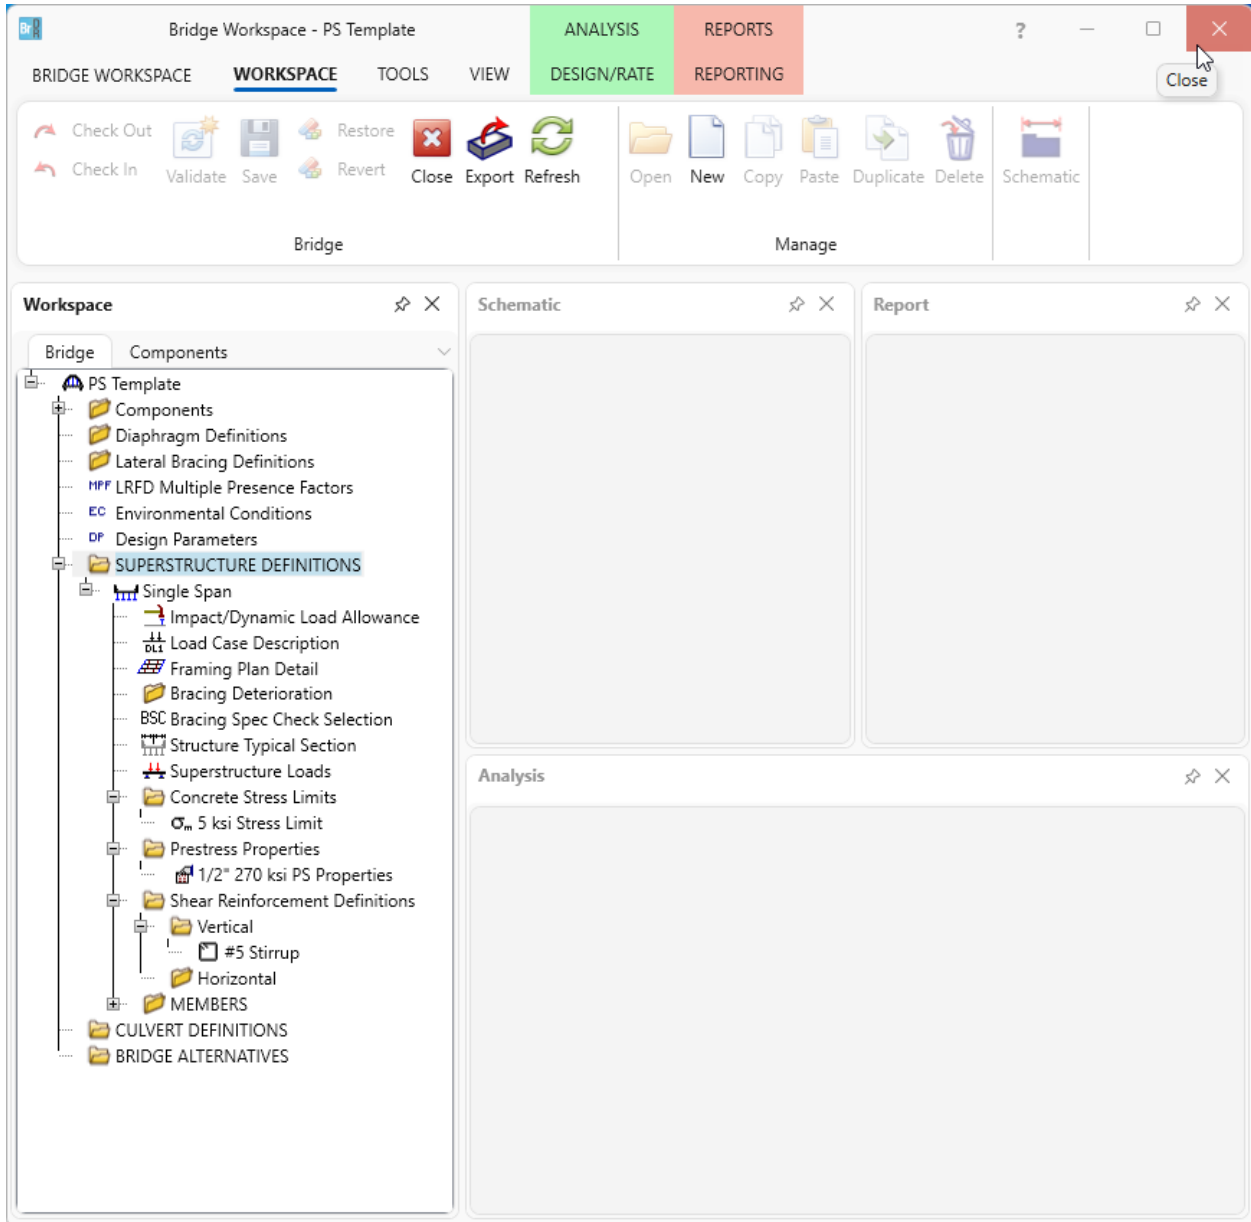 Br
Bridge Workspace - PS Template
ANALYSIS
REPORTS
?
BRIDGE WORKSPACE
WORKSPACE
TOOLS
VIEW
DESIGN/RATE
REPORTING
Close
Check Out
Check In
Validate
Save
Restore
Revert
Close
Export
Refresh
Bridge
Open
New
Copy
Paste
Duplicate
Delete
Manage
Schematic
Workspace
Bridge
Components
PS Template
Components
Diaphragm Definitions
Lateral Bracing Definitions
MPF LRFD Multiple Presence Factors
EC Environmental Conditions
DP Design Parameters
SUPERSTRUCTURE DEFINITIONS
Single Span
Impact/Dynamic Load Allowance
DL1 Load Case Description
Framing Plan Detail
Bracing Deterioration
BSC Bracing Spec Check Selection
Structure Typical Section
Superstructure Loads
Concrete Stress Limits
σm 5 ksi Stress Limit
Prestress Properties
1/2" 270 ksi PS Properties
Shear Reinforcement Definitions
Vertical
#5 Stirrup
Horizontal
MEMBERS
CULVERT DEFINITIONS
BRIDGE ALTERNATIVES
Schematic
Report
Analysis